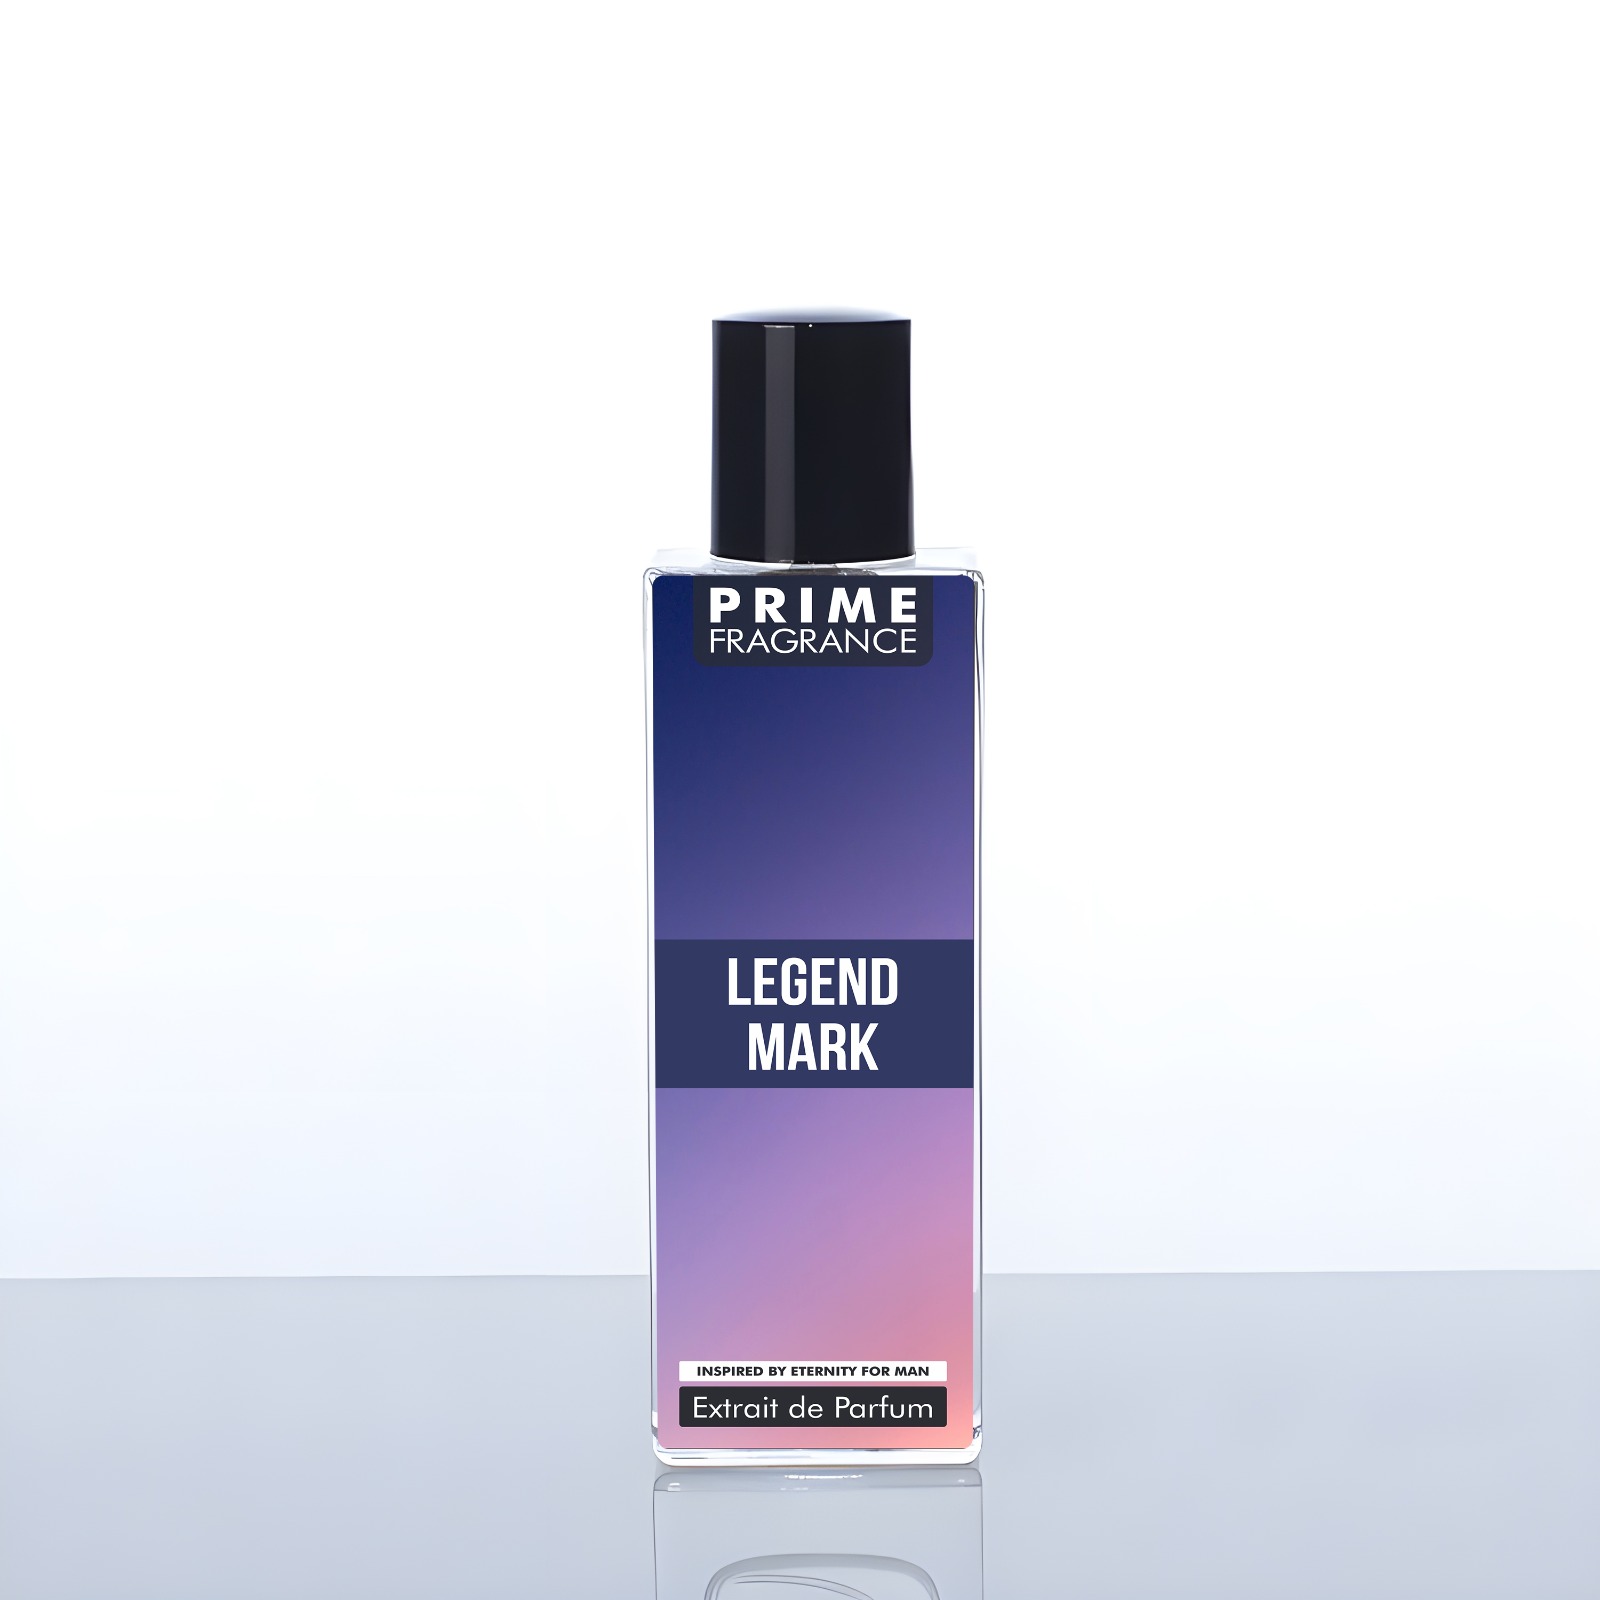 PRIME
FRAGRANCE
LEGEND
MARK
INSPIRED BY ETERNITY FOR MAN
Extrait de Parfum